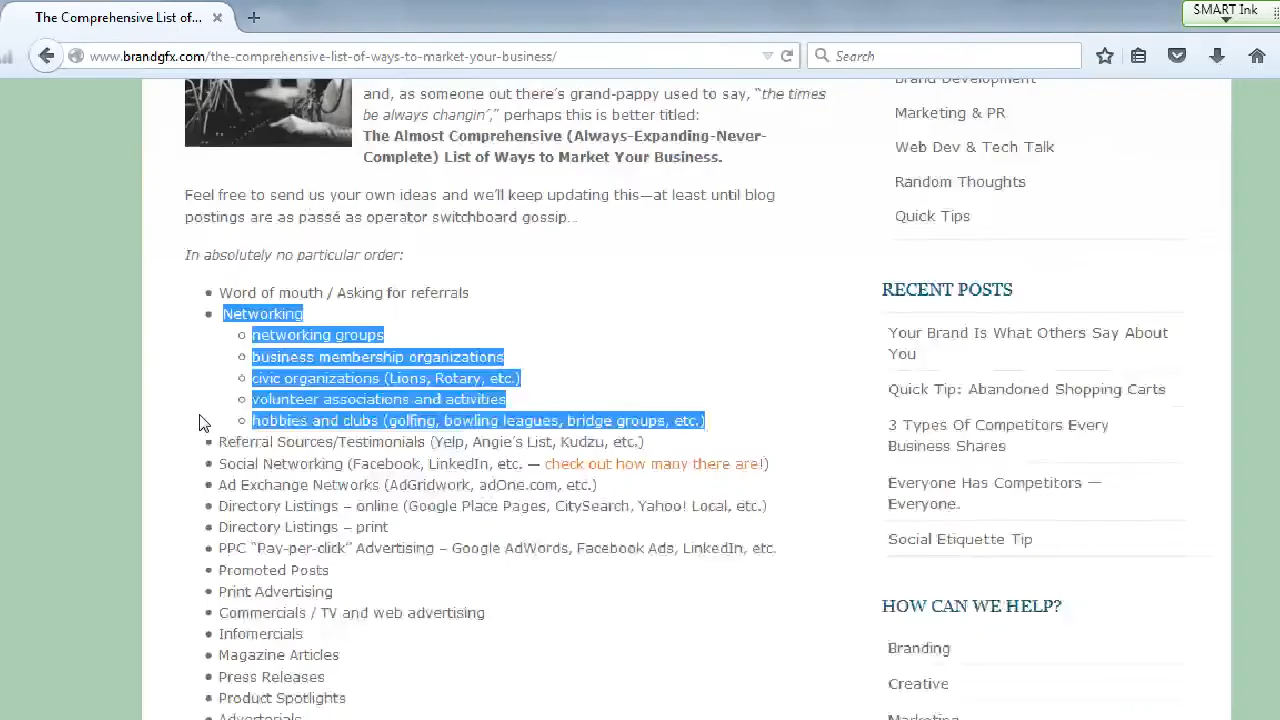 The Comprehensive List of...
SMART Ink
www.brandgfx.com/the-comprehensive-list-of-ways-to-market-your-business/
Search
and, as someone out there's grand-pappy used to say, "the times
be always changin'," perhaps this is better titled:
The Almost Comprehensive (Always-Expanding-Never-
Complete) List of Ways to Market Your Business.
Feel free to send us your own ideas and we'll keep updating this—at least until blog
postings are as passé as operator switchboard gossip...
In absolutely no particular order:
Word of mouth / Asking for referrals
Networking
networking groups
business membership organizations
civic organizations (Lions, Rotary, etc.)
volunteer associations and activities
hobbies and clubs (golfing, bowling leagues, bridge groups, etc.)
Referral Sources/Testimonials (Yelp, Angie's List, Kudzu, etc.)
Social Networking (Facebook, LinkedIn, etc. — check out how many there are!)
Ad Exchange Networks (AdGridwork, adOne.com, etc.)
Directory Listings – online (Google Place Pages, CitySearch, Yahoo! Local, etc.)
Directory Listings – print
PPC "Pay-per-click" Advertising – Google AdWords, Facebook Ads, LinkedIn, etc.
Promoted Posts
Print Advertising
Commercials / TV and web advertising
Infomercials
Magazine Articles
Press Releases
Product Spotlights
Advertorials
Brand Development
Marketing & PR
Web Dev & Tech Talk
Random Thoughts
Quick Tips
RECENT POSTS
Your Brand Is What Others Say About
You
Quick Tip: Abandoned Shopping Carts
3 Types Of Competitors Every
Business Shares
Everyone Has Competitors —
Everyone.
Social Etiquette Tip
HOW CAN WE HELP?
Branding
Creative
Marketing